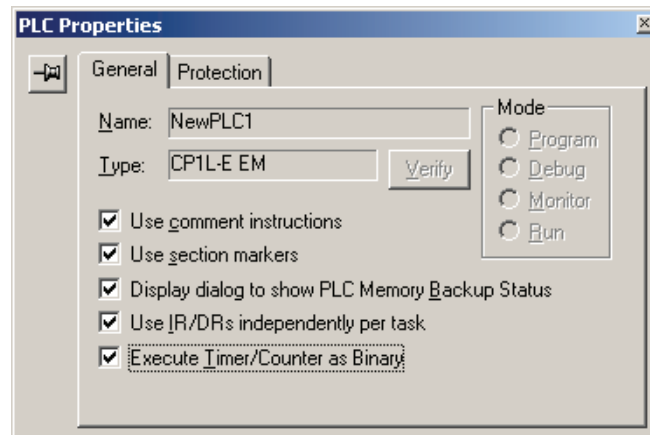 PLC Properties
General Protection
Name: NewPLC1
Type: CP1L-E EM Verify
Mode
Program
Debug
Monitor
Run
Use comment instructions
Use section markers
Display dialog to show PLC Memory Backup Status
Use IR/DRs independently per task
Execute Timer/Counter as Binary